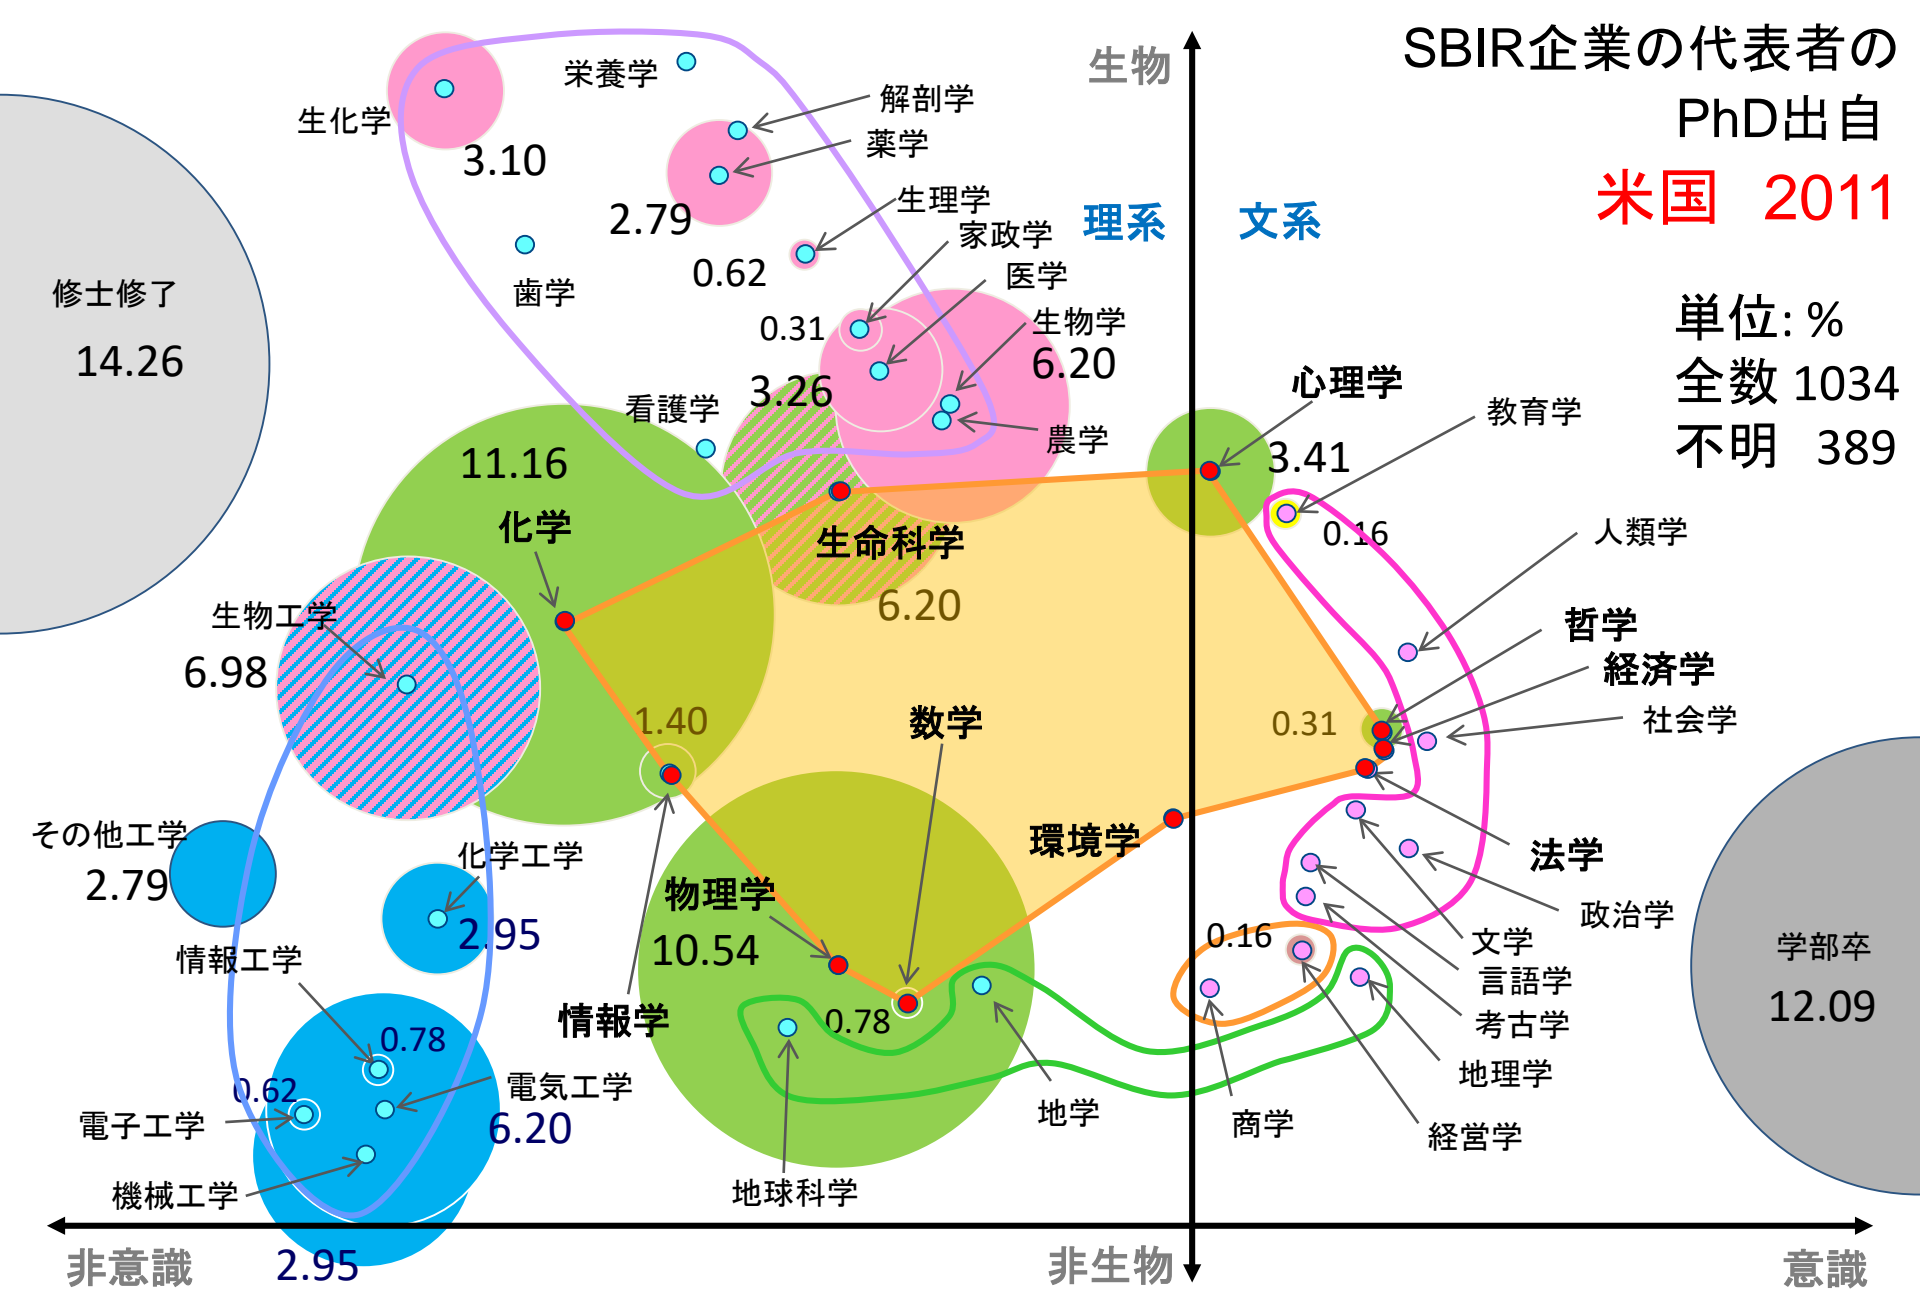 SBIR企業の代表者の
PhD出自
米国 2011
単位: %
全数 1034
不明 389
生物
理系
文系
栄養学
解剖学
生化学
3.10
薬学
2.79
生理学
0.62
家政学
0.31
歯学
医学
生物学
6.20
3.26
看護学
農学
修士修了
14.26
心理学
3.41
教育学
0.16
人類学
11.16
化学
生命科学
6.20
生物工学
6.98
1.40
数学
哲学
経済学
0.31
社会学
その他工学
2.79
化学工学
2.95
環境学
法学
物理学
10.54
政治学
0.16
文学
言語学
考古学
学部卒
12.09
情報工学
情報学
0.78
0.78
0.62
電気工学
6.20
電子工学
地理学
地学
商学
経営学
機械工学
地球科学
2.95
非意識
非生物
意識